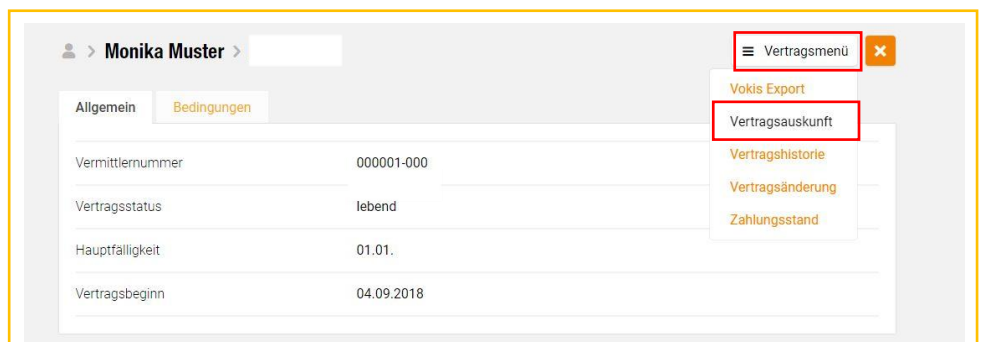 > Monika Muster >
≡ Vertragsmenü
Vokis Export
Allgemein Bedingungen
Vertragsauskunft
Vermittlernummer 000001-000
Vertragshistorie
Vertragsänderung
Vertragsstatus lebend
Zahlungsstand
Hauptfälligkeit 01.01.
Vertragsbeginn 04.09.2018